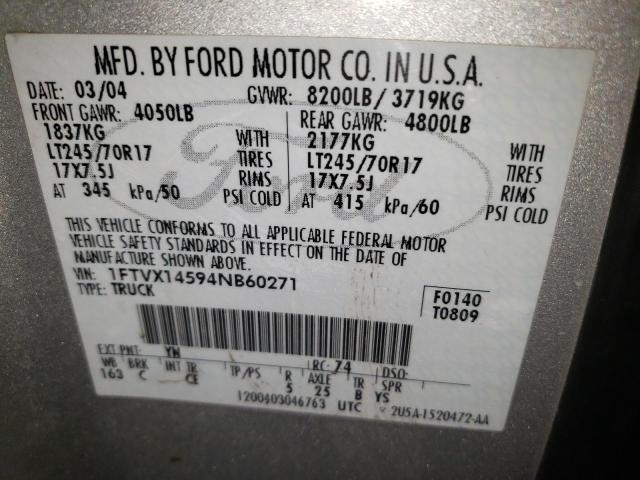 MFD. BY FORD MOTOR CO. IN U.S.A.
DATE: 03/04 GVWR: 8200LB/ 3719KG
FRONT GAWR: 4050LB REAR GAWR: 4800LB
1837KG WITH 2177KG WITH
LT245/70R17 TIRES LT245/70R17 TIRES
17X7.5J RIMS 17X7.5J RIMS
AT 345 kPa/50 PSI COLD AT 415 kPa/60 PSI COLD
Ford
THIS VEHICLE CONFORMS TO ALL APPLICABLE FEDERAL MOTOR
VEHICLE SAFETY STANDARDS IN EFFECT ON THE DATE OF
MANUFACTURE SHOWN ABOVE.
VIN: 1FTVX14594NB60271
TYPE: TRUCK
F0140
T0809
EXT PNT: YN RC: 74 DSO:
WB BRK INT TR TP/PS R AXLE TR SPR
163 C CE 5 25 B YS
1200403046763 UTC 2U5A-1520472-AA